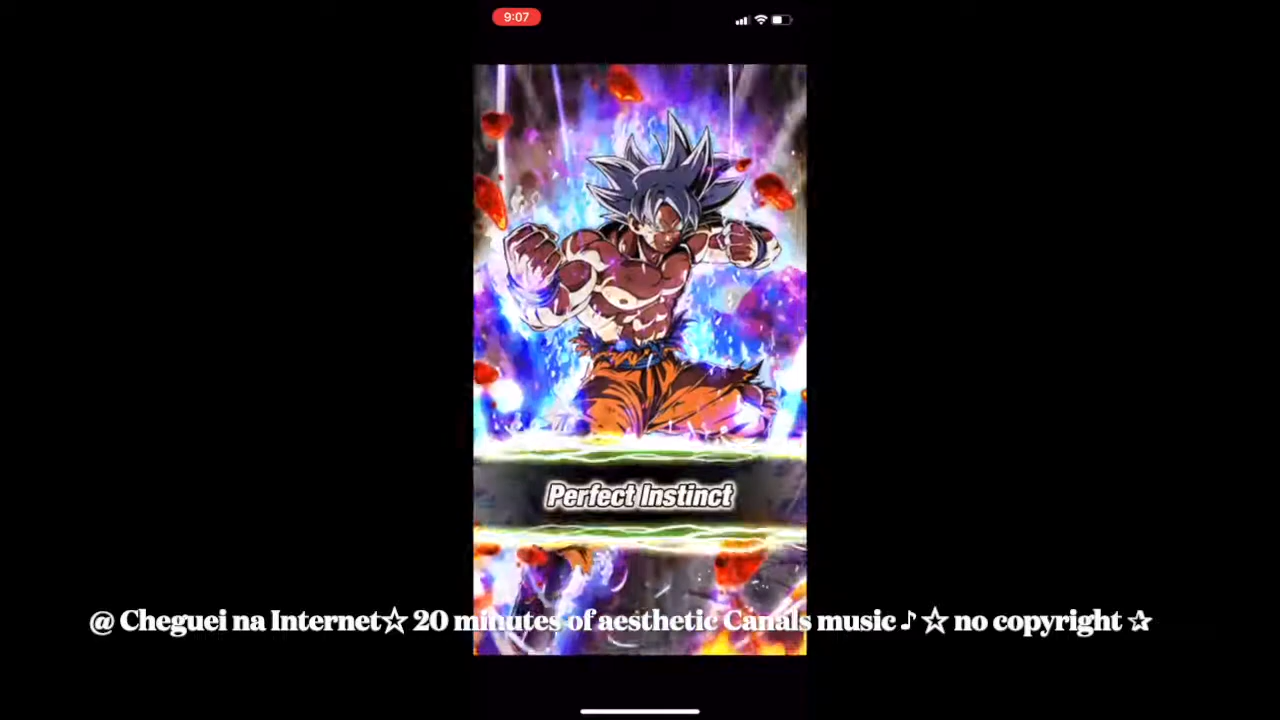 9:07
Perfect Instinct
@ Cheguei na Internet☆ 20 minutes of aesthetic Canals music ♪ ☆ no copyright ✰